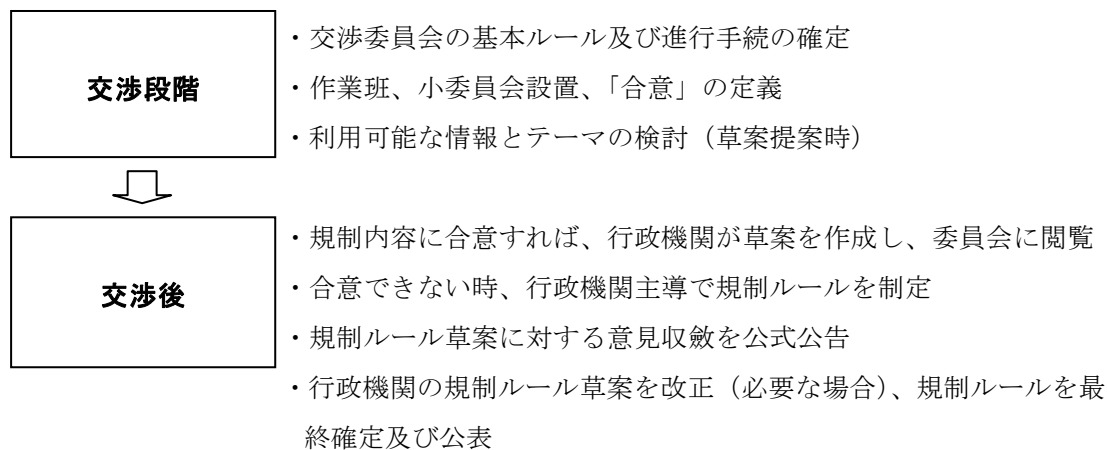 交渉段階
・交渉委員会の基本ルール及び進行手続の確定
・作業班、小委員会設置、「合意」の定義
・利用可能な情報とテーマの検討（草案提案時）
交渉後
・規制内容に合意すれば、行政機関が草案を作成し、委員会に閲覧
・合意できない時、行政機関主導で規制ルールを制定
・規制ルール草案に対する意見収斂を公式公告
・行政機関の規制ルール草案を改正（必要な場合）、規制ルールを最
終確定及び公表